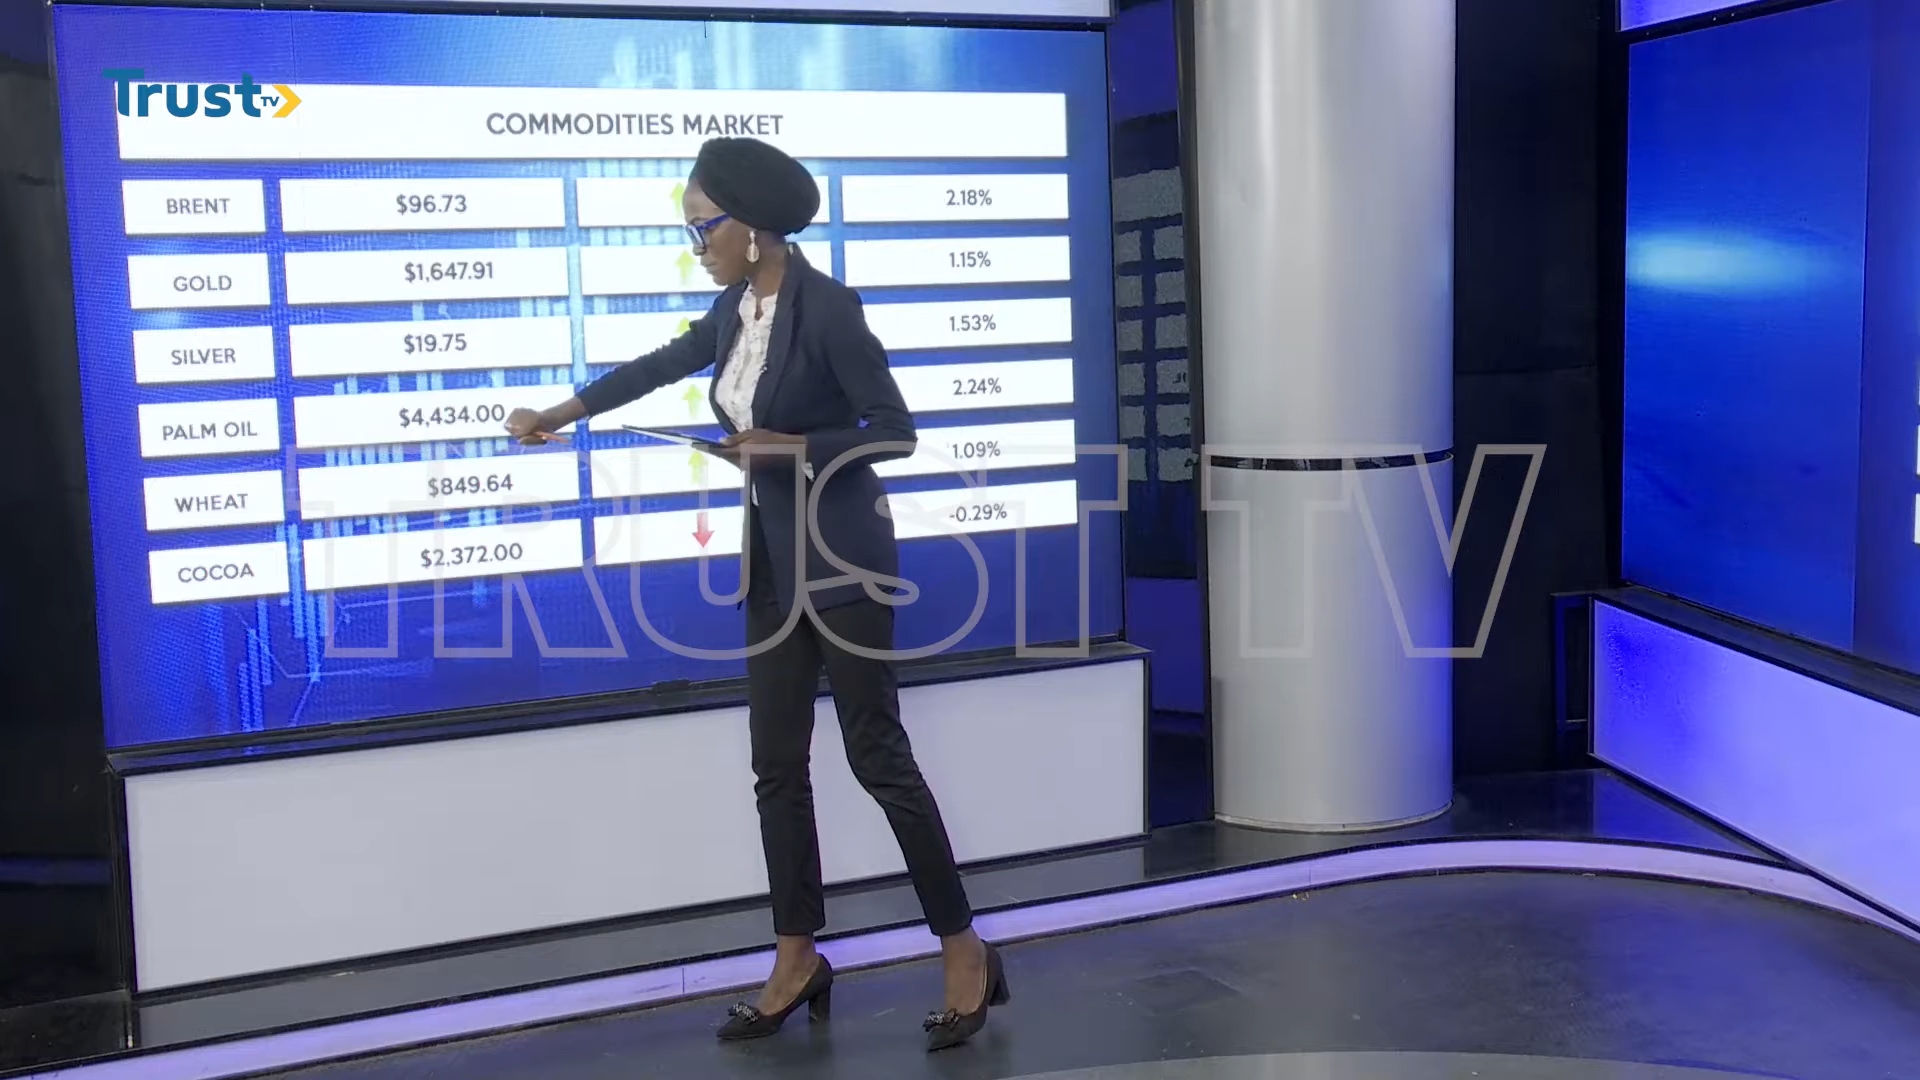 Trust TV
COMMODITIES MARKET
BRENT $96.73 2.18%
GOLD $1,647.91 1.15%
SILVER $19.75 1.53%
PALM OIL $4,434.00 2.24%
WHEAT $849.64 1.09%
COCOA $2,372.00 -0.29%
TRUST TV